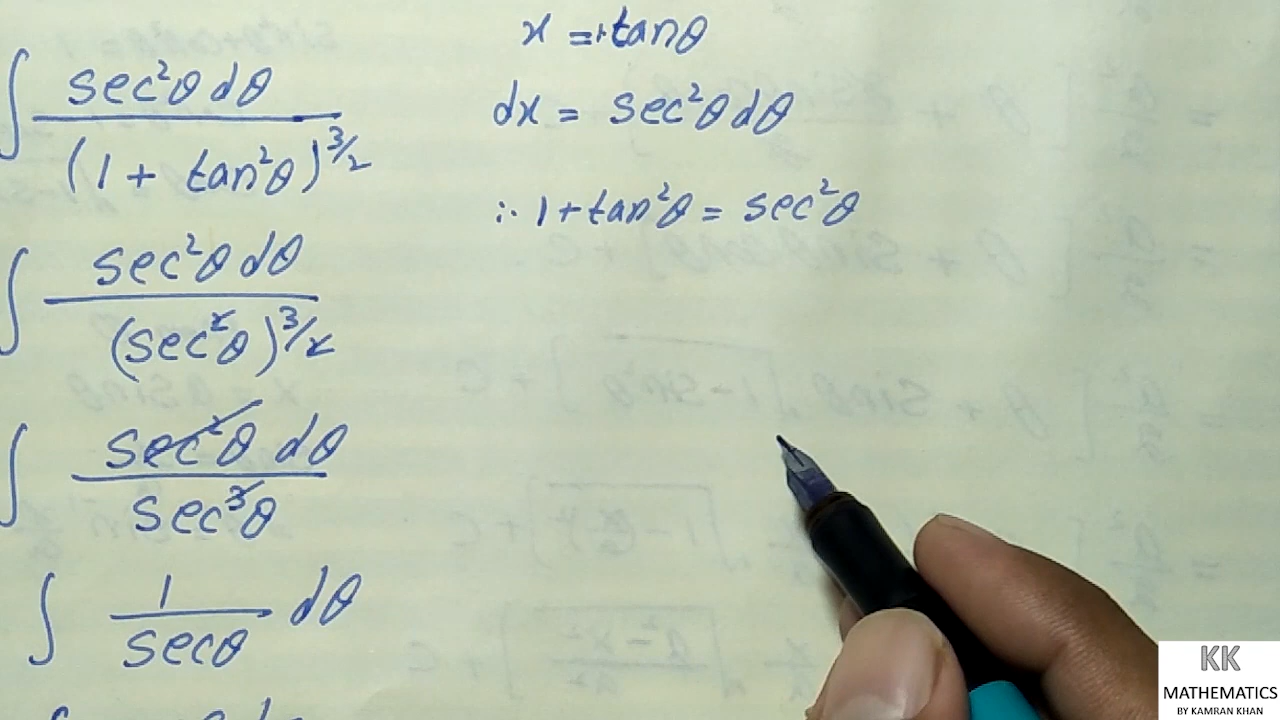 x = tanθ
∫ sec²θ dθ / (1 + tan²θ)^3/2
dx = sec²θ dθ
∴ 1 + tan²θ = sec²θ
∫ sec²θ dθ / (sec²θ)^3/2
∫ sec²θ dθ / sec³θ
∫ 1 / secθ dθ
KK
MATHEMATICS
BY KAMRAN KHAN